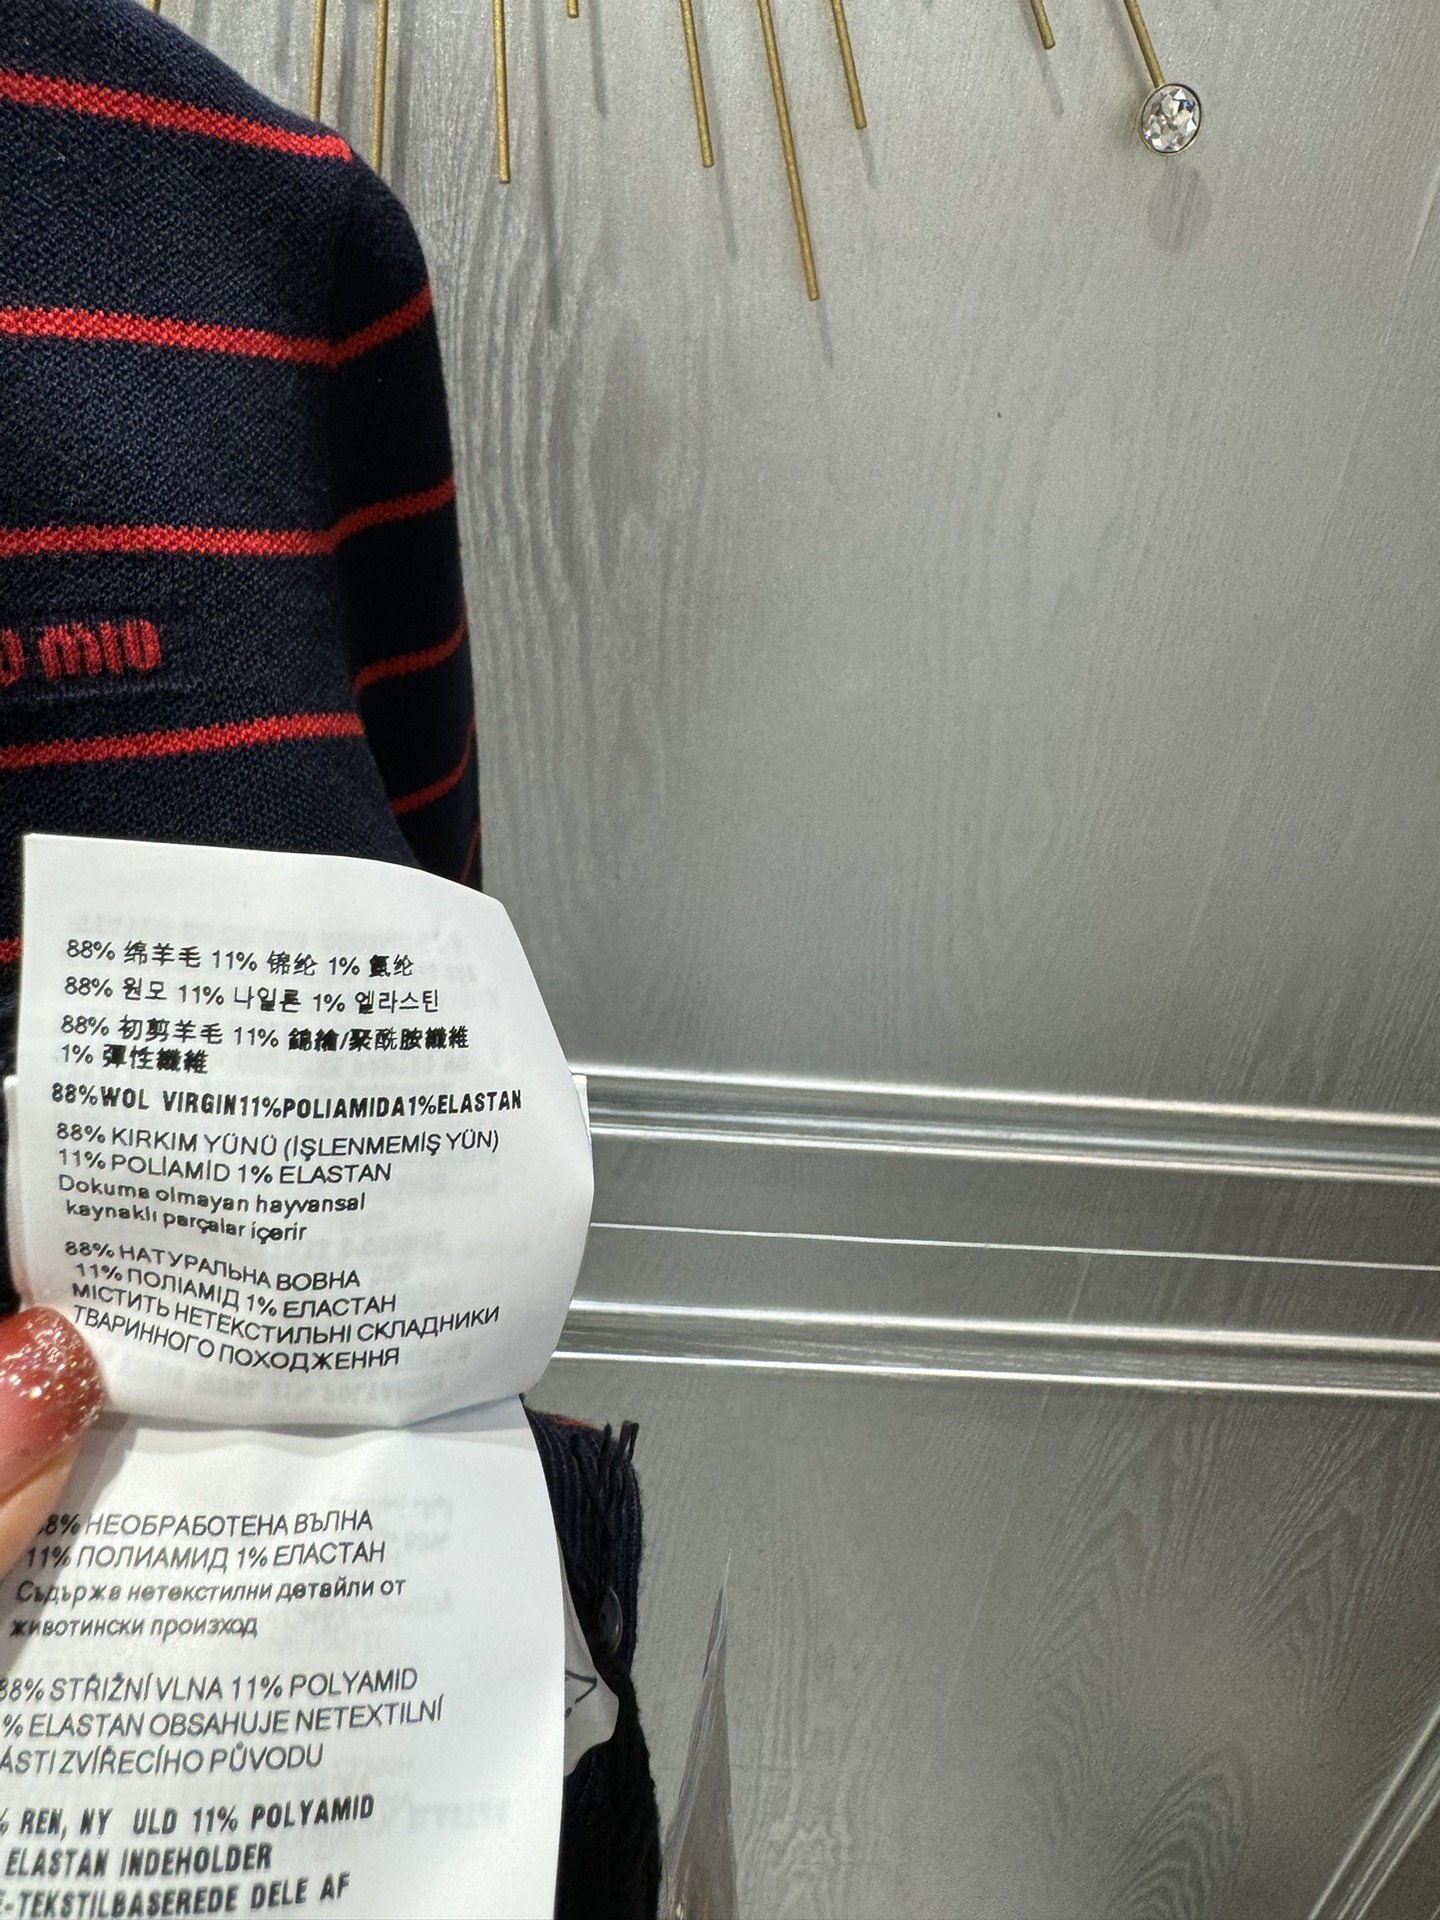 mıu
88% 绵羊毛 11% 锦纶 1% 氨纶
88% 원모 11% 나일론 1% 엘라스틴
88% 初剪羊毛 11% 錦綸/聚酰胺纖維
1% 彈性纖維
88%WOL VIRGIN11%POLIAMIDA1%ELASTAN
88% KIRKIM YÜNÜ (İŞLENMEMİŞ YÜN)
11% POLİAMİD 1% ELASTAN
Dokuma olmayan hayvansal
kaynaklı parçalar içerir
88% НАТУРАЛЬНА ВОВНА
11% ПОЛІАМІД 1% ЕЛАСТАН
МІСТИТЬ НЕТЕКСТИЛЬНІ СКЛАДНИКИ
ТВАРИННОГО ПОХОДЖЕННЯ
8% НЕОБРАБОТЕНА ВЪЛНА
11% ПОЛИАМИД 1% ЕЛАСТАН
Съдържа нетекстилни детайли от
животински произход
88% STŘIŽNÍ VLNA 11% POLYAMID
% ELASTAN OBSAHUJE NETEXTILNÍ
ÁSTI ZVÍŘECÍHO PŮVODU
% REN, NY ULD 11% POLYAMID
ELASTAN INDEHOLDER
E-TEKSTILBASEREDE DELE AF